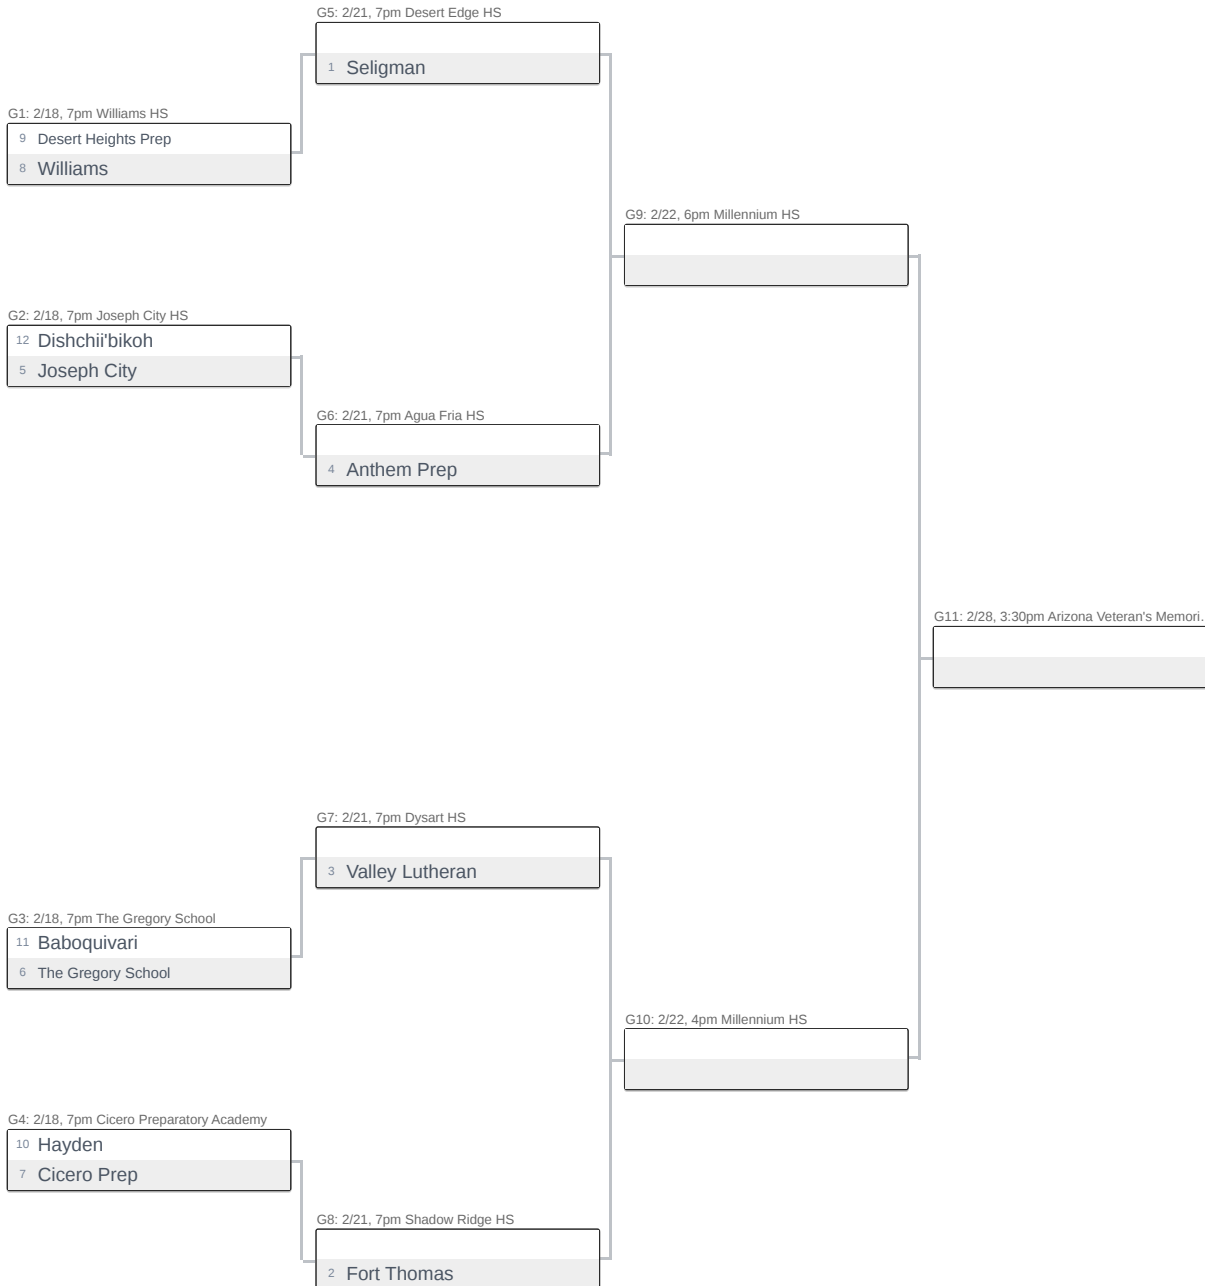 G5: 2/21, 7pm Desert Edge HS
1 Seligman
G1: 2/18, 7pm Williams HS
9 Desert Heights Prep
8 Williams
G9: 2/22, 6pm Millennium HS
G2: 2/18, 7pm Joseph City HS
12 Dishchii'bikoh
5 Joseph City
G6: 2/21, 7pm Agua Fria HS
4 Anthem Prep
G11: 2/28, 3:30pm Arizona Veteran's Memori.
G7: 2/21, 7pm Dysart HS
3 Valley Lutheran
G3: 2/18, 7pm The Gregory School
11 Baboquivari
6 The Gregory School
G10: 2/22, 4pm Millennium HS
G4: 2/18, 7pm Cicero Preparatory Academy
10 Hayden
7 Cicero Prep
G8: 2/21, 7pm Shadow Ridge HS
2 Fort Thomas